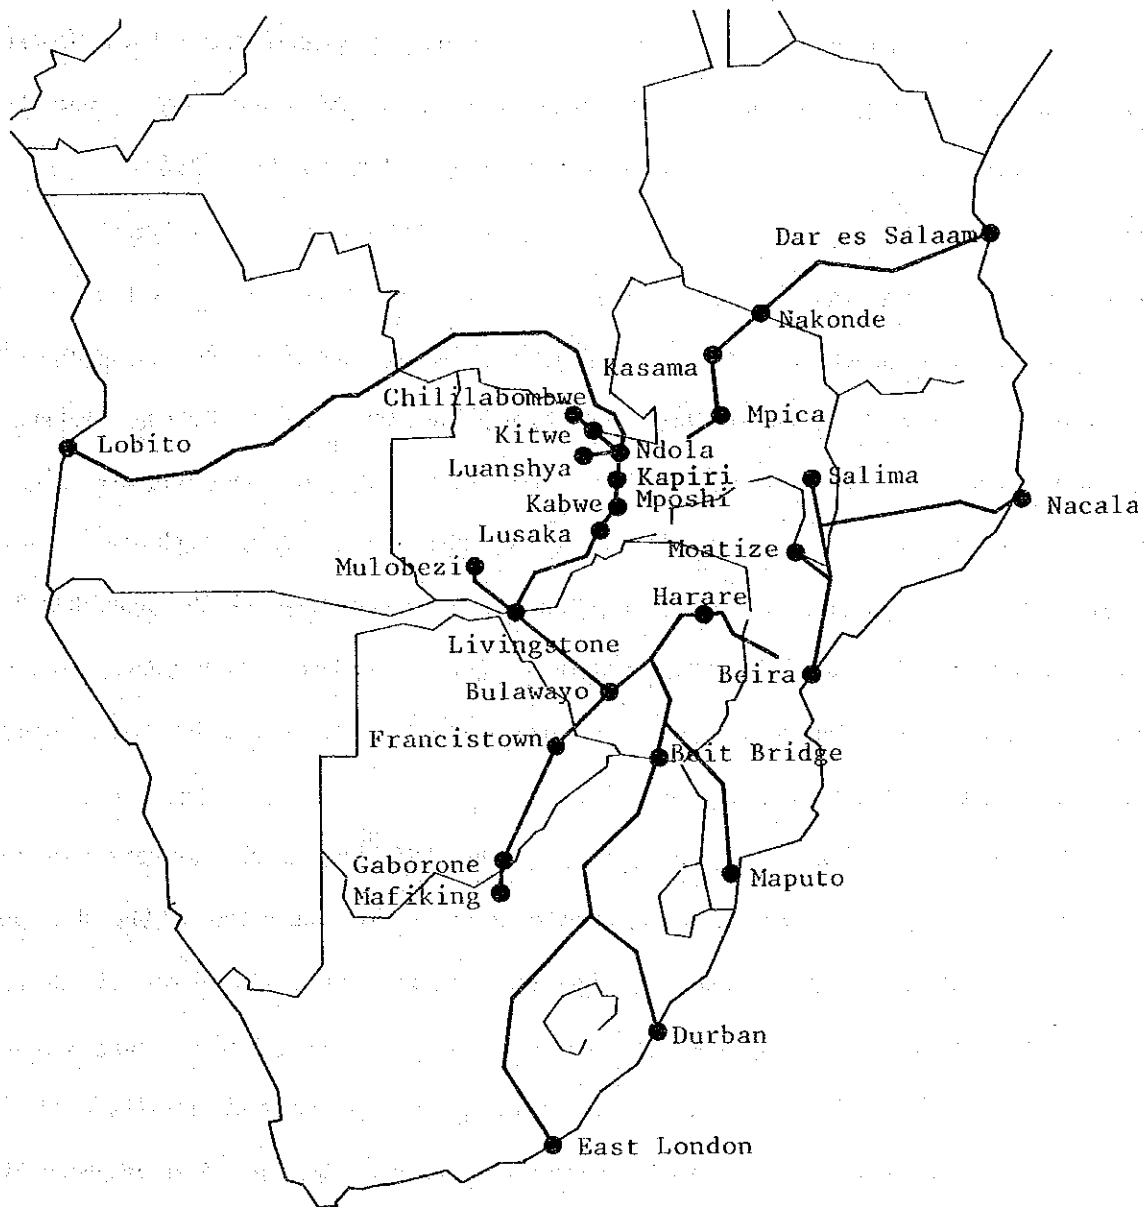 Dar es Salaam
Nakonde
Kasama
Chililabombwe
Mpica
Lobito
Kitwe
Ndola
Luanshya
Kapiri
Mposhi
Salima
Kabwe
Nacala
Lusaka
Moatize
Mulobezi
Harare
Livingstone
Beira
Bulawayo
Francistown
Beit Bridge
Gaborone
Maputo
Mafiking
Durban
East London